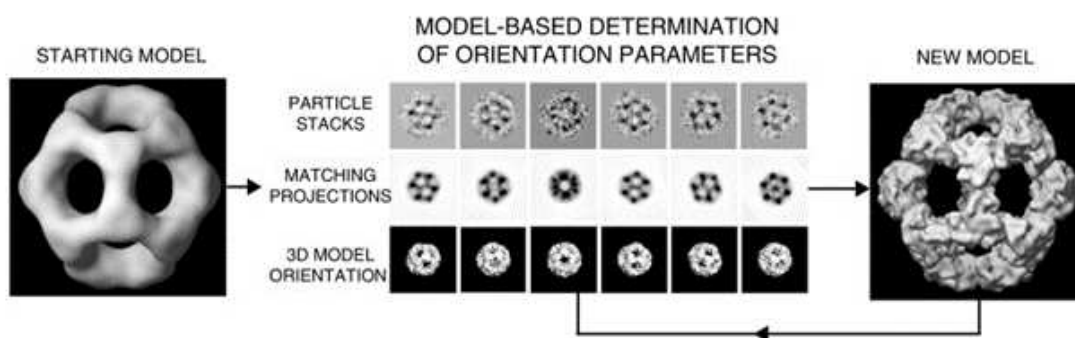 MODEL-BASED DETERMINATION
OF ORIENTATION PARAMETERS
STARTING MODEL
NEW MODEL
PARTICLE
STACKS
MATCHING
PROJECTIONS
3D MODEL
ORIENTATION